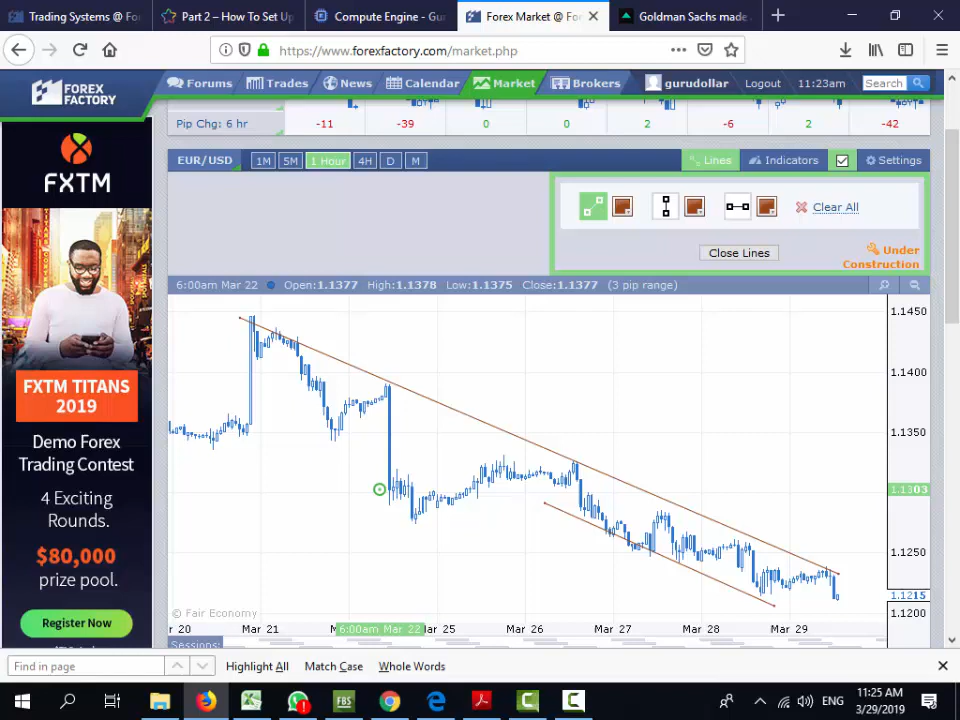 Trading Systems @ Fo
Part 2 – How To Set Up
Compute Engine - Gu
Forex Market @ Fo
Goldman Sachs made
https://www.forexfactory.com/market.php
FOREX
FACTORY
Forums
Trades
News
Calendar
Market
Brokers
gurudollar
Logout
11:23am
Search
Pip Chg: 6 hr
-11
-39
0
0
2
-6
2
-42
EUR/USD
1M
5M
1 Hour
4H
D
M
Lines
Indicators
Settings
Clear All
Close Lines
Under
Construction
6:00am Mar 22
Open:1.1377
High:1.1378
Low:1.1375
Close:1.1377
(3 pip range)
1.1450
1.1400
1.1350
1.1303
1.1250
1.1215
1.1200
© Fair Economy
r 20
Mar 21
6:00am Mar 22
Mar 25
Mar 26
Mar 27
Mar 28
Mar 29
Sessions:
FXTM
FXTM TITANS
2019
Demo Forex
Trading Contest
4 Exciting
Rounds.
$80,000
prize pool.
Register Now
Find in page
Highlight All
Match Case
Whole Words
FBS
ENG
11:25 AM
3/29/2019